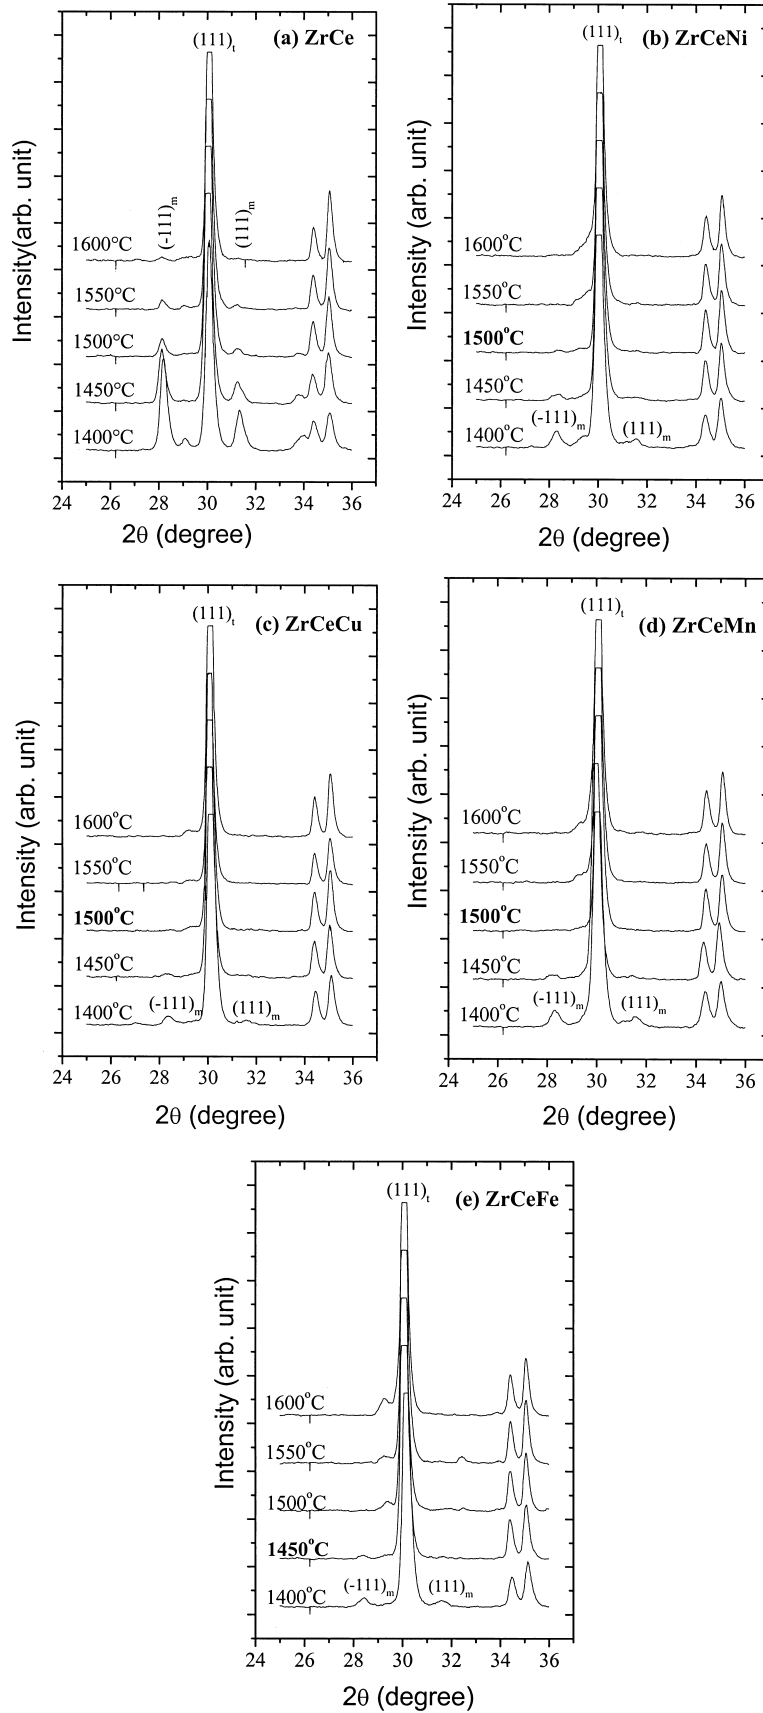 (a) ZrCe
(111)t
(-111)m
(111)m
1600°C
1550°C
1500°C
1450°C
1400°C
24 26 28 30 32 34 36
2θ (degree)
Intensity(arb. unit)
(b) ZrCeNi
(111)t
1600°C
1550°C
1500°C
1450°C
(-111)m
(111)m
1400°C
24 26 28 30 32 34 36
2θ (degree)
Intensity (arb. unit)
(c) ZrCeCu
(111)t
1600°C
1550°C
1500°C
1450°C
(-111)m
(111)m
1400°C
24 26 28 30 32 34 36
2θ (degree)
Intensity (arb. unit)
(d) ZrCeMn
(111)t
1600°C
1550°C
1500°C
1450°C
(-111)m
(111)m
1400°C
24 26 28 30 32 34 36
2θ (degree)
Intensity (arb. unit)
(e) ZrCeFe
(111)t
1600°C
1550°C
1500°C
1450°C
(-111)m
(111)m
1400°C
24 26 28 30 32 34 36
2θ (degree)
Intensity (arb. unit)